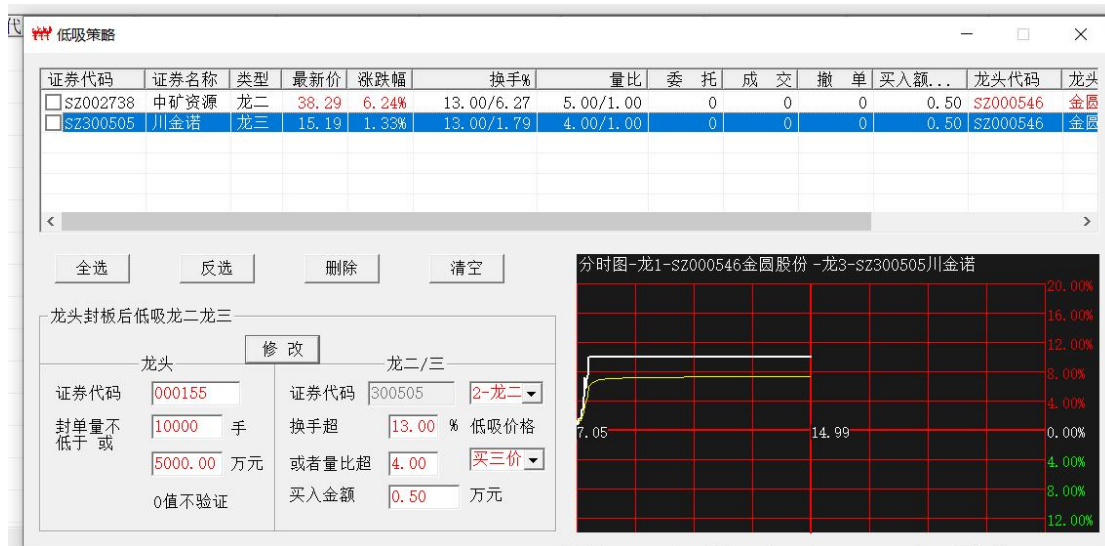 代
低吸策略
证券代码 证券名称 类型 最新价 涨跌幅 换手% 量比 委 托 成 交 撤 单 买入额... 龙头代码 龙头
SZ002738 中矿资源 龙二 38.29 6.24% 13.00/6.27 5.00/1.00 0 0 0 0.50 SZ000546 金圆
SZ300505 川金诺 龙三 15.19 1.33% 13.00/1.79 4.00/1.00 0 0 0 0.50 SZ000546 金圆
全选 反选 删除 清空
龙头封板后低吸龙二龙三
修 改
龙头 龙二/三
证券代码 000155 证券代码 300505 2-龙二
封单量不低于 或 10000 手 换手超 13.00 % 低吸价格
5000.00 万元 或者量比超 4.00 买三价
0值不验证 买入金额 0.50 万元
分时图-龙1-SZ000546金圆股份 -龙3-SZ300505川金诺
20.00%
16.00%
12.00%
8.00%
4.00%
7.05 14.99 0.00%
4.00%
8.00%
12.00%